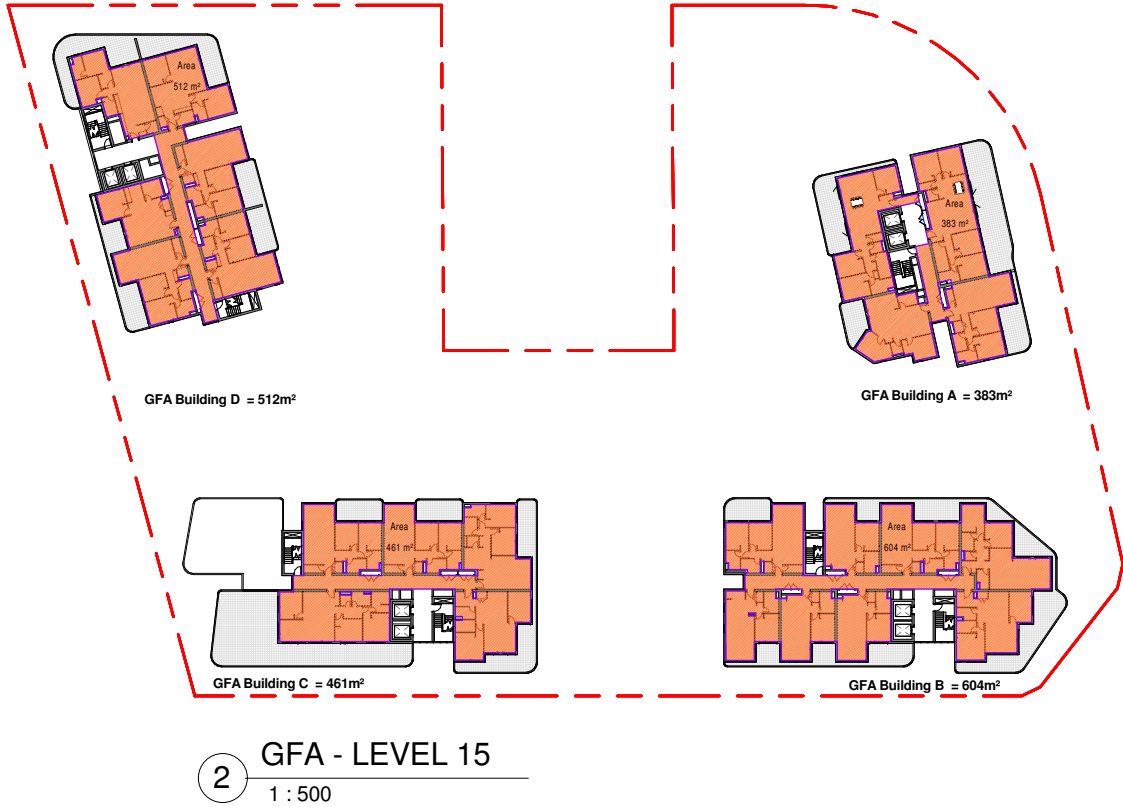 Area
512 m²
Area
383 m²
GFA Building D = 512m²
GFA Building A = 383m²
Area
461 m²
Area
604 m²
GFA Building C = 461m²
GFA Building B = 604m²
2
GFA - LEVEL 15
1 : 500